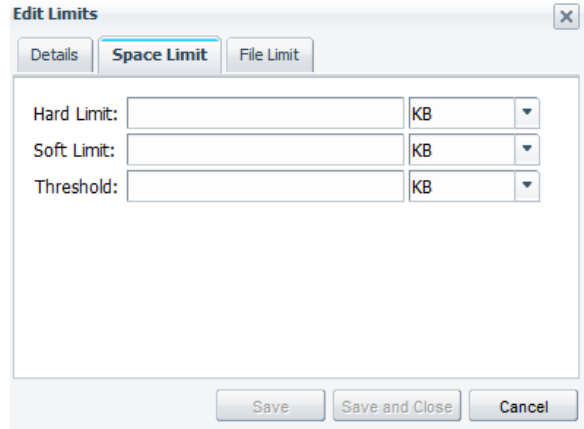 Edit Limits
Details Space Limit File Limit
Hard Limit: KB
Soft Limit: KB
Threshold: KB
Save Save and Close Cancel